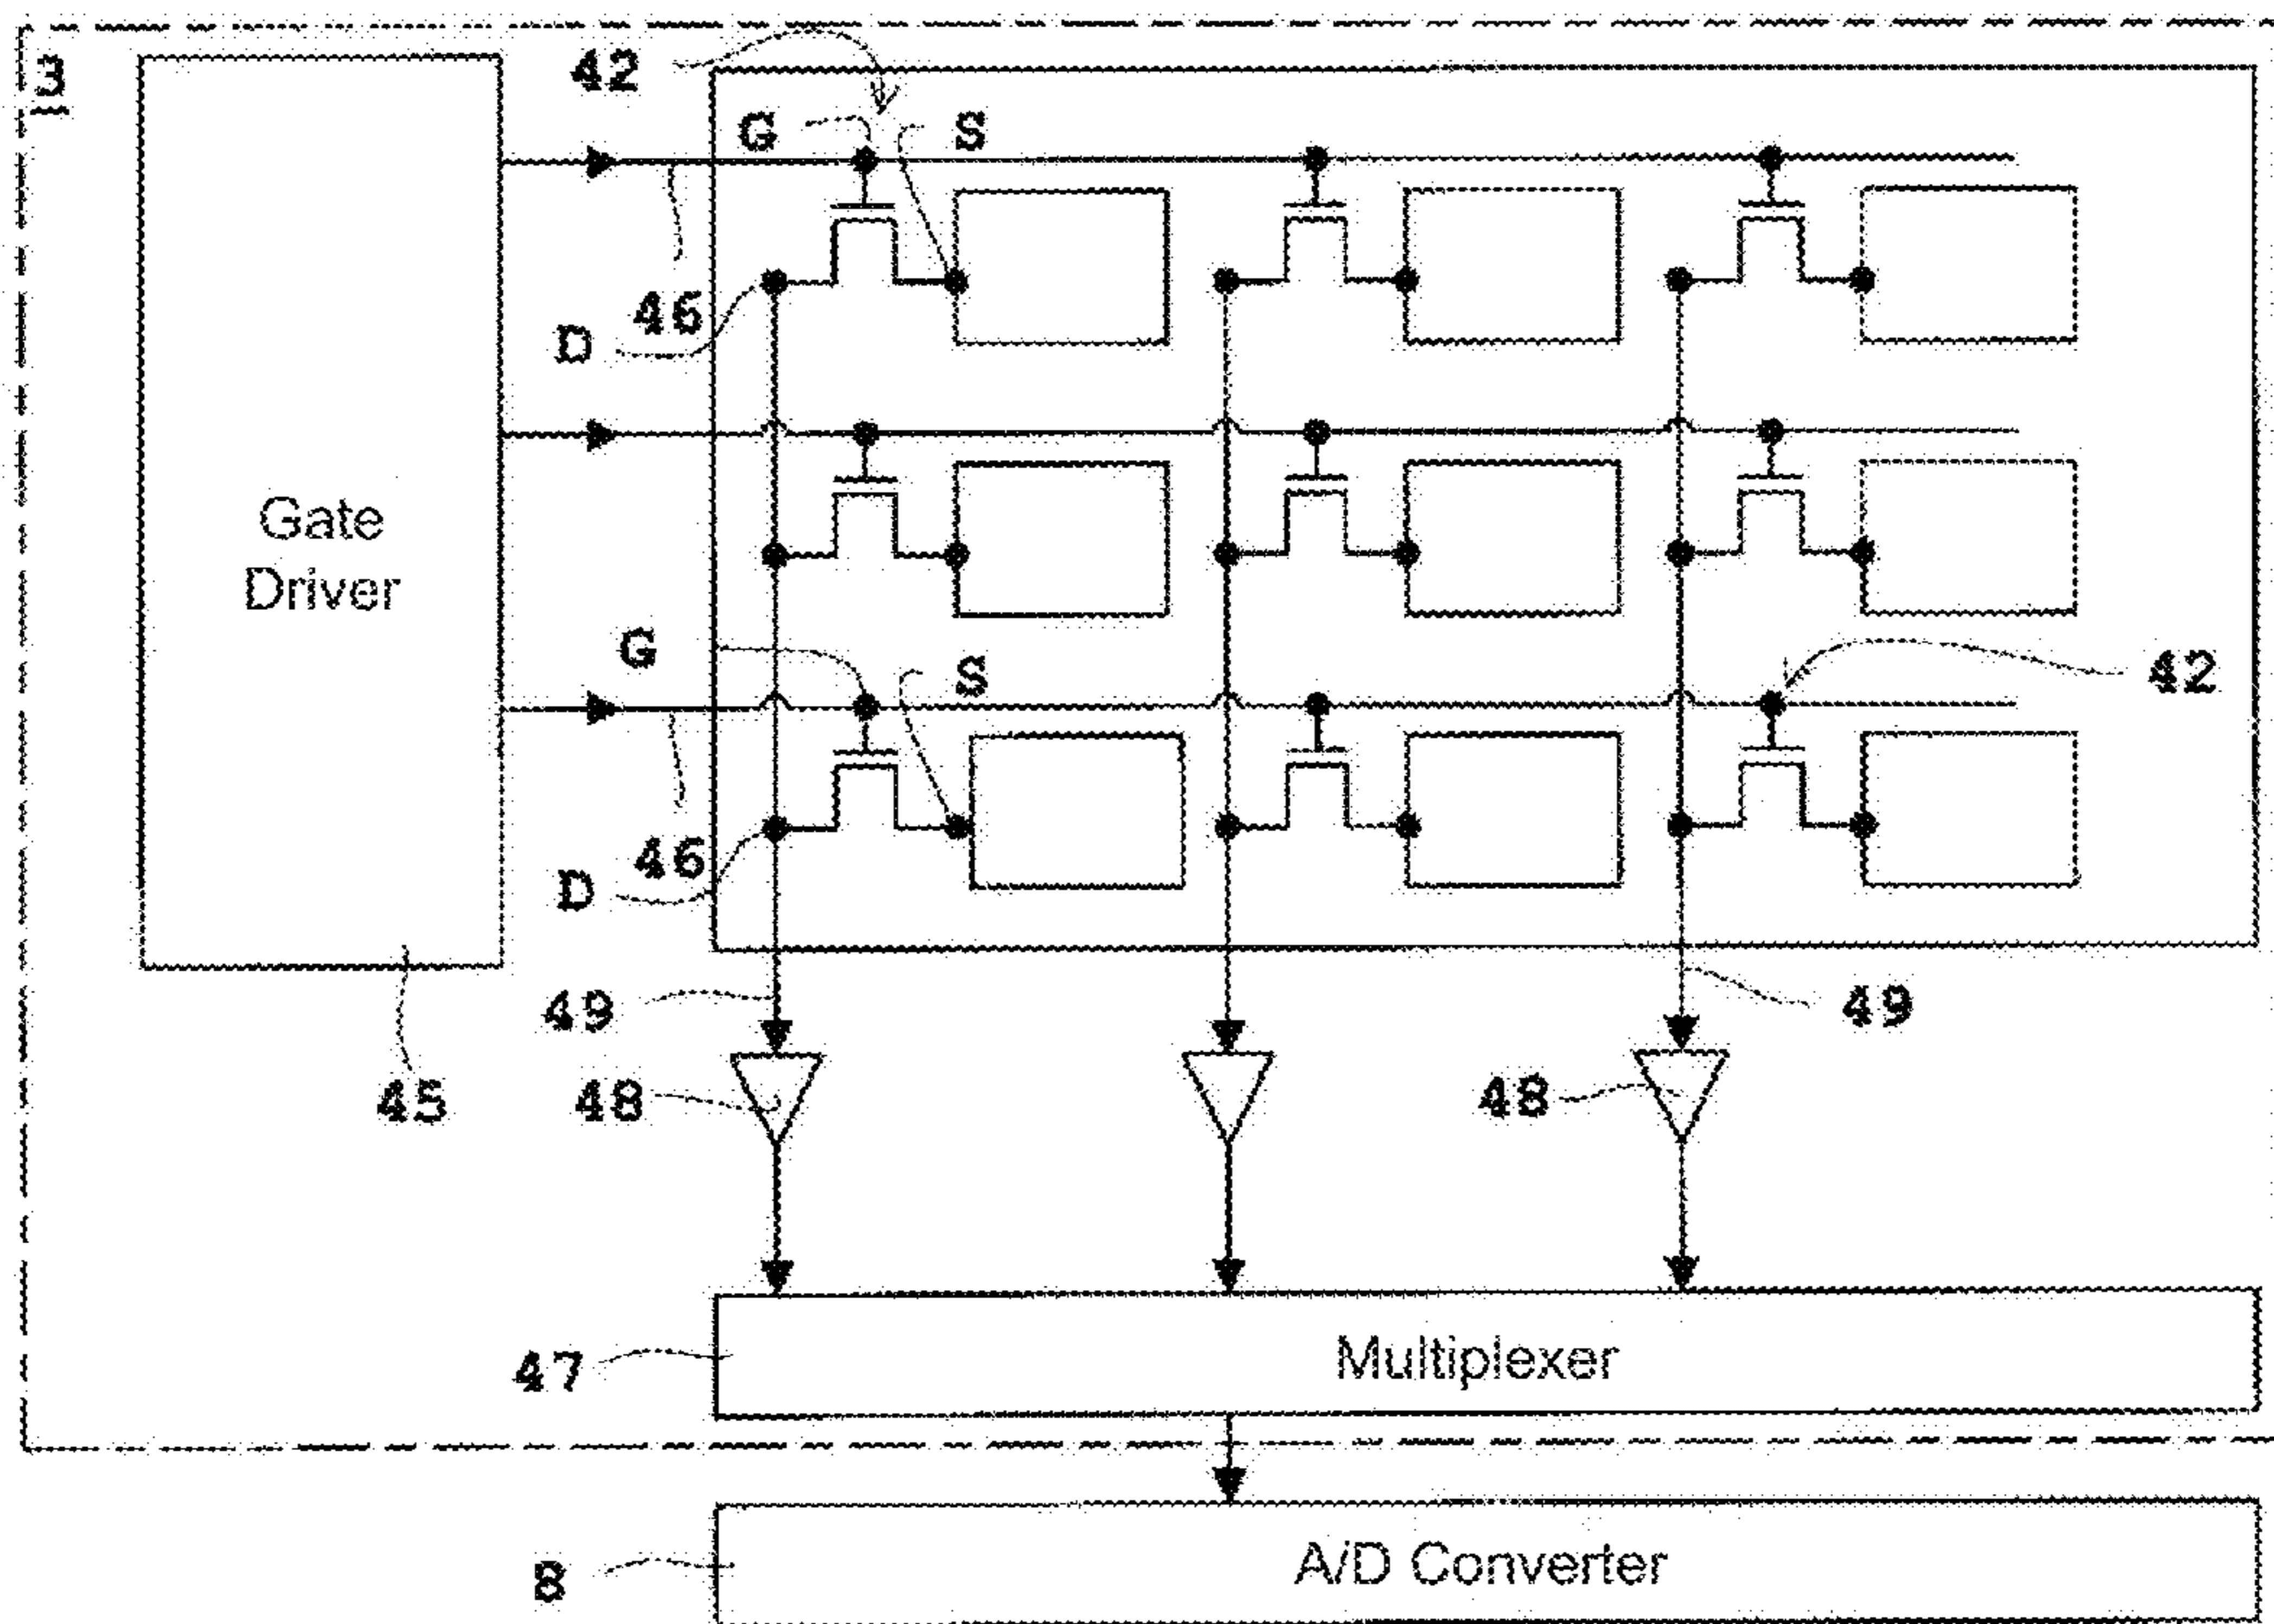 3
42
G
S
46
D
Gate
Driver
G
S
42
46
D
49
49
45
48
48
47
Multiplexer
8
A/D Converter